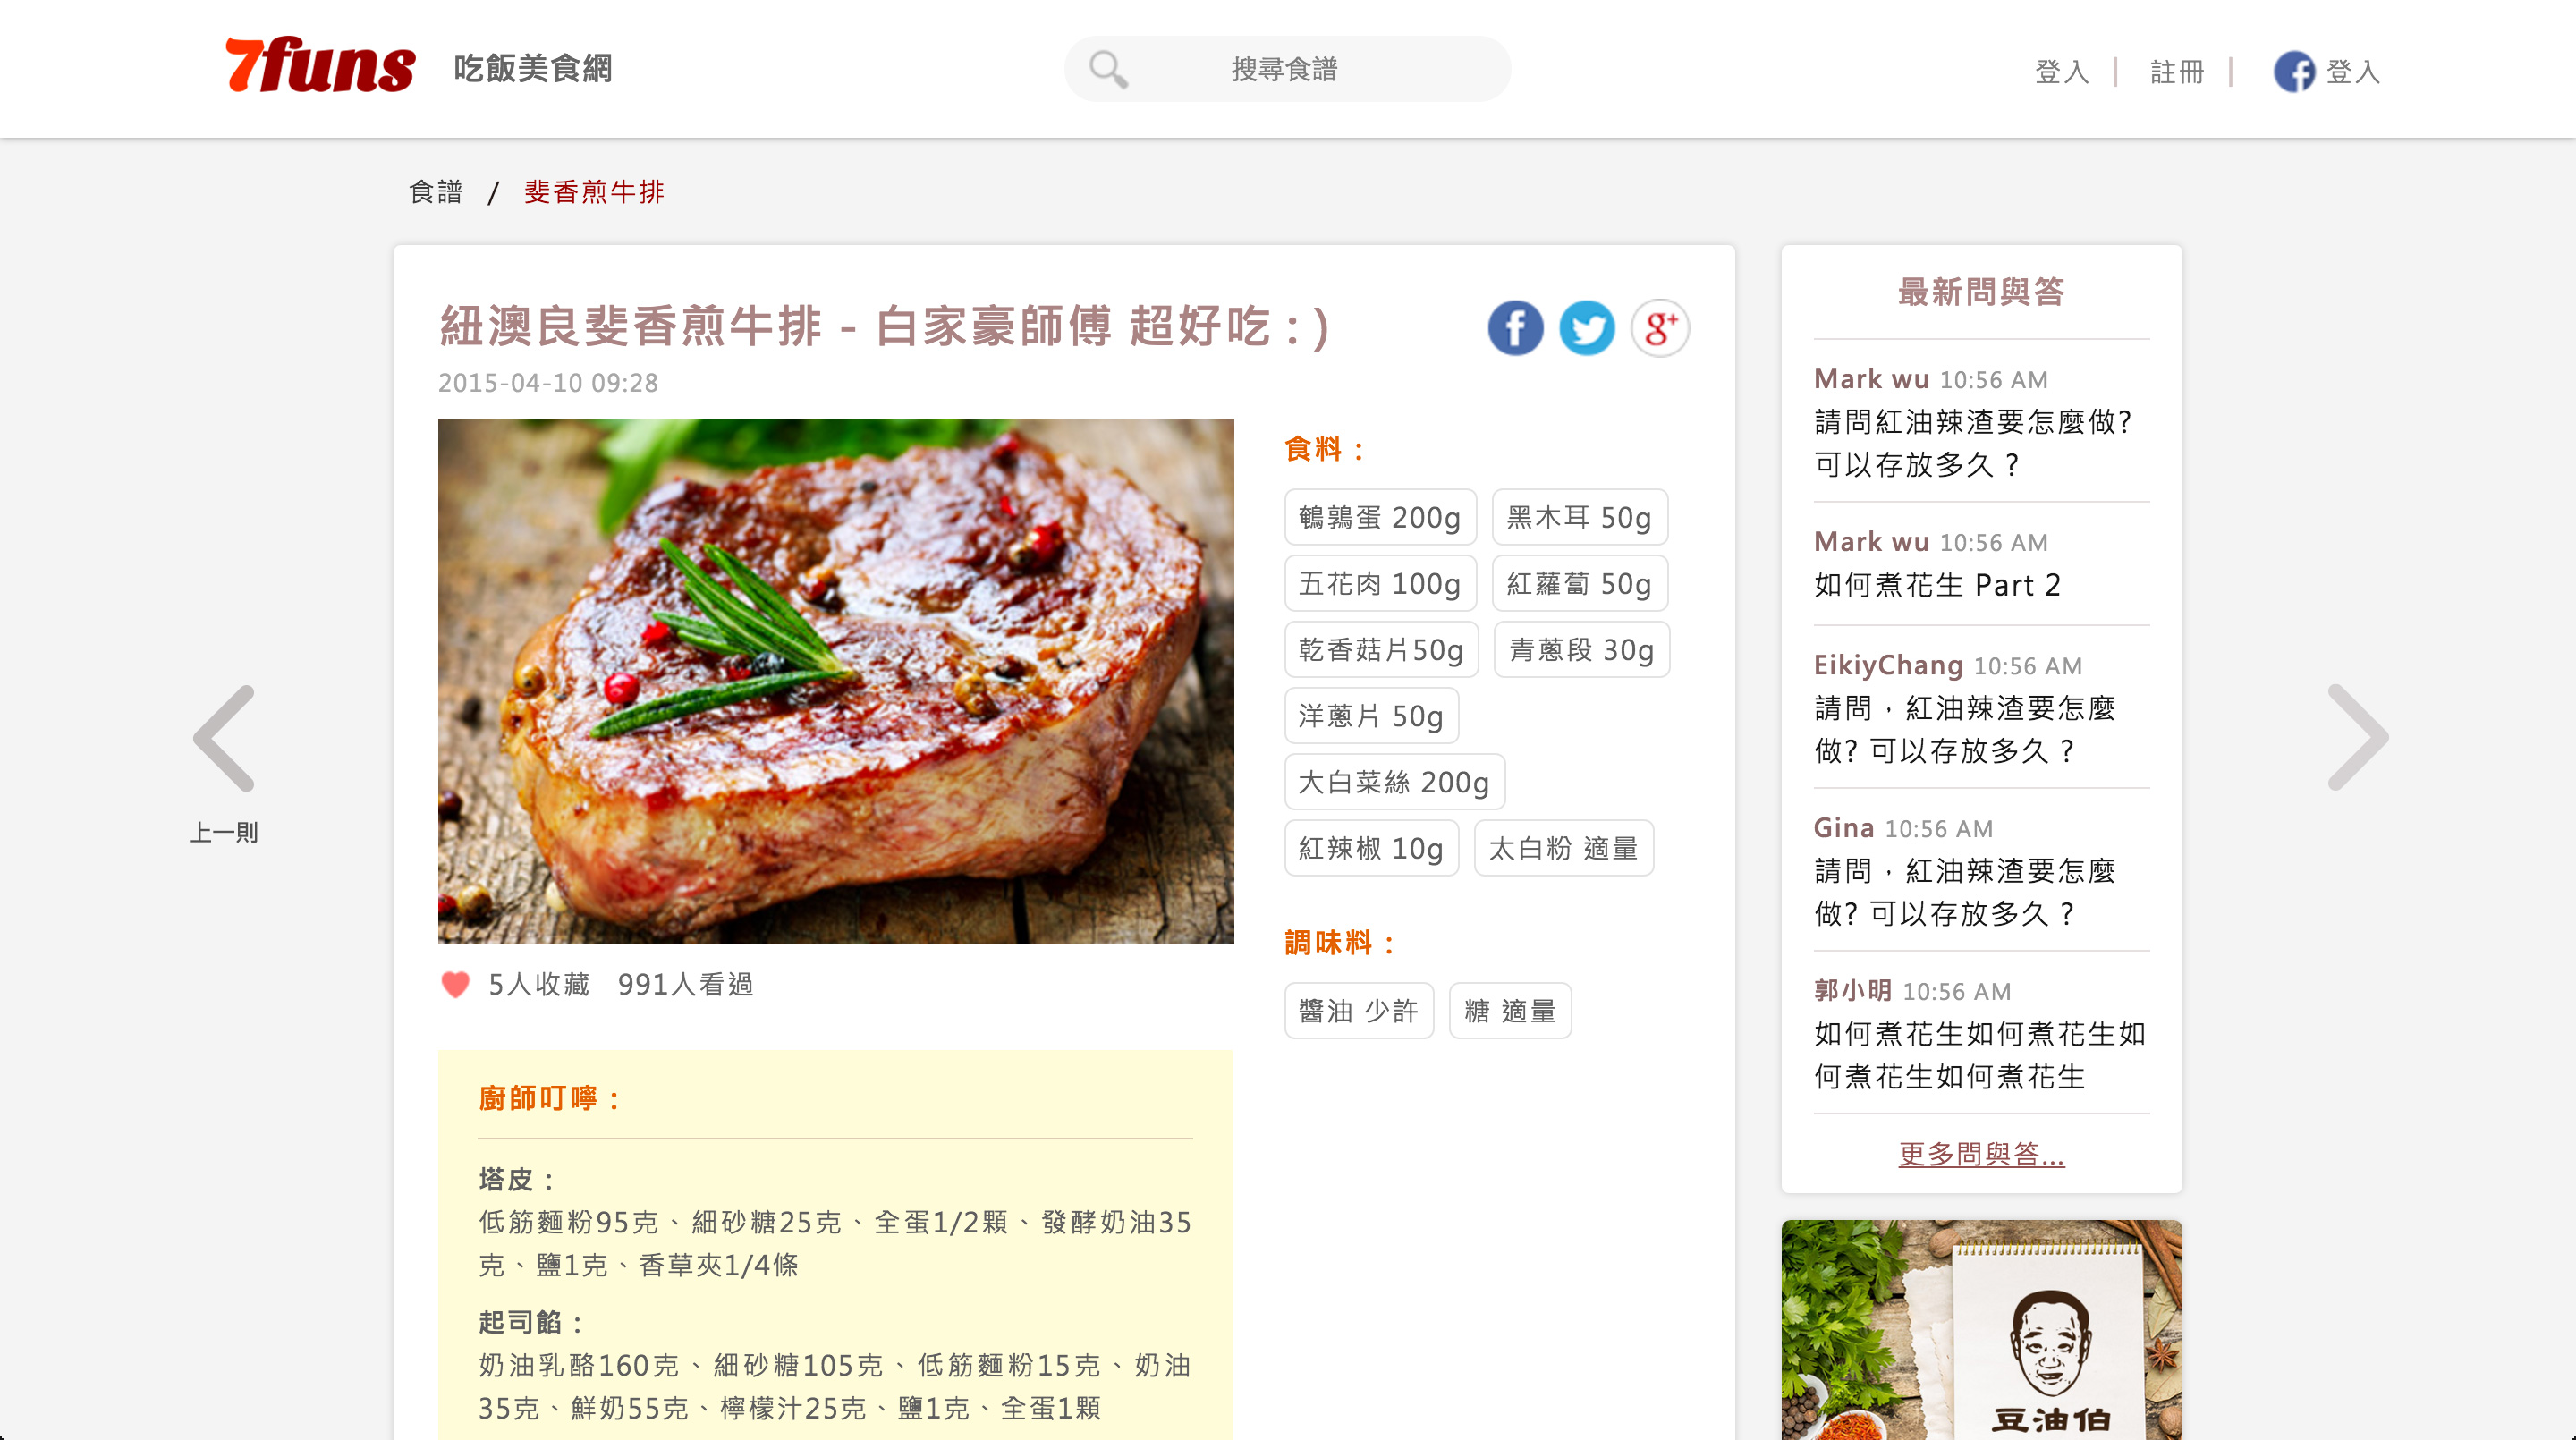 7funs 吃飯美食網
搜尋食譜
登入 | 註冊 | f 登入
食譜 / 斐香煎牛排
紐澳良斐香煎牛排 - 白家豪師傅 超好吃 : )
2015-04-10 09:28
食料：
鵪鶉蛋 200g
黑木耳 50g
五花肉 100g
紅蘿蔔 50g
乾香菇片50g
青蔥段 30g
洋蔥片 50g
大白菜絲 200g
紅辣椒 10g
太白粉 適量
調味料：
醬油 少許
糖 適量
上一則
5人收藏 991人看過
廚師叮嚀：
塔皮：
低筋麵粉95克、細砂糖25克、全蛋1/2顆、發酵奶油35
克、鹽1克、香草夾1/4條
起司餡：
奶油乳酪160克、細砂糖105克、低筋麵粉15克、奶油
35克、鮮奶55克、檸檬汁25克、鹽1克、全蛋1顆
最新問與答
Mark wu 10:56 AM
請問紅油辣渣要怎麼做?
可以存放多久？
Mark wu 10:56 AM
如何煮花生 Part 2
EikiyChang 10:56 AM
請問，紅油辣渣要怎麼
做? 可以存放多久？
Gina 10:56 AM
請問，紅油辣渣要怎麼
做? 可以存放多久？
郭小明 10:56 AM
如何煮花生如何煮花生如
何煮花生如何煮花生
更多問與答...
豆油伯